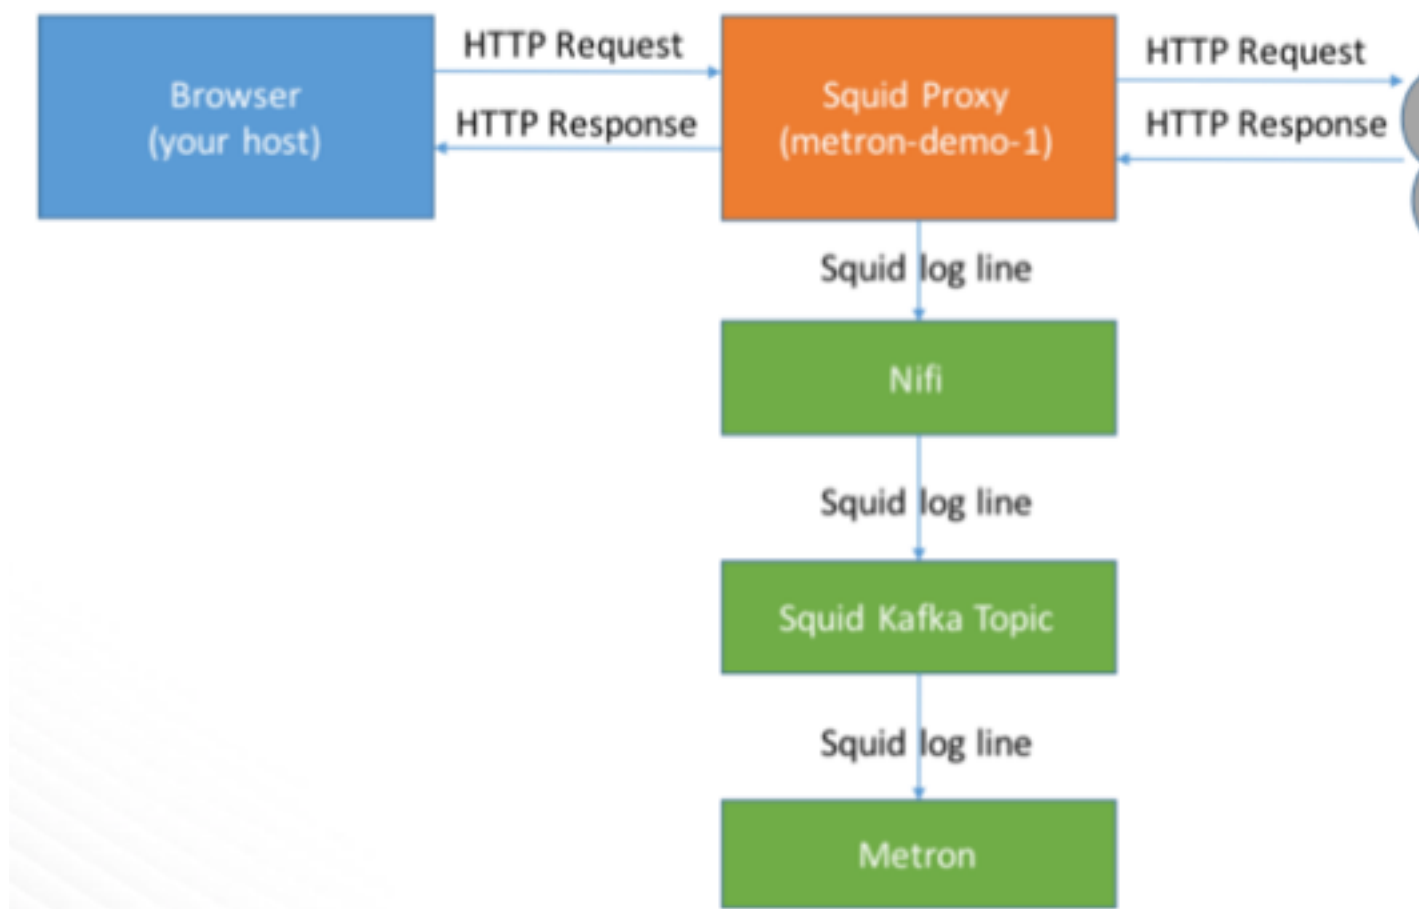 HTTP Request
HTTP Request
Browser
(your host)
Squid Proxy
(metron-demo-1)
HTTP Response
HTTP Response
Squid log line
Nifi
Squid log line
Squid Kafka Topic
Squid log line
Metron